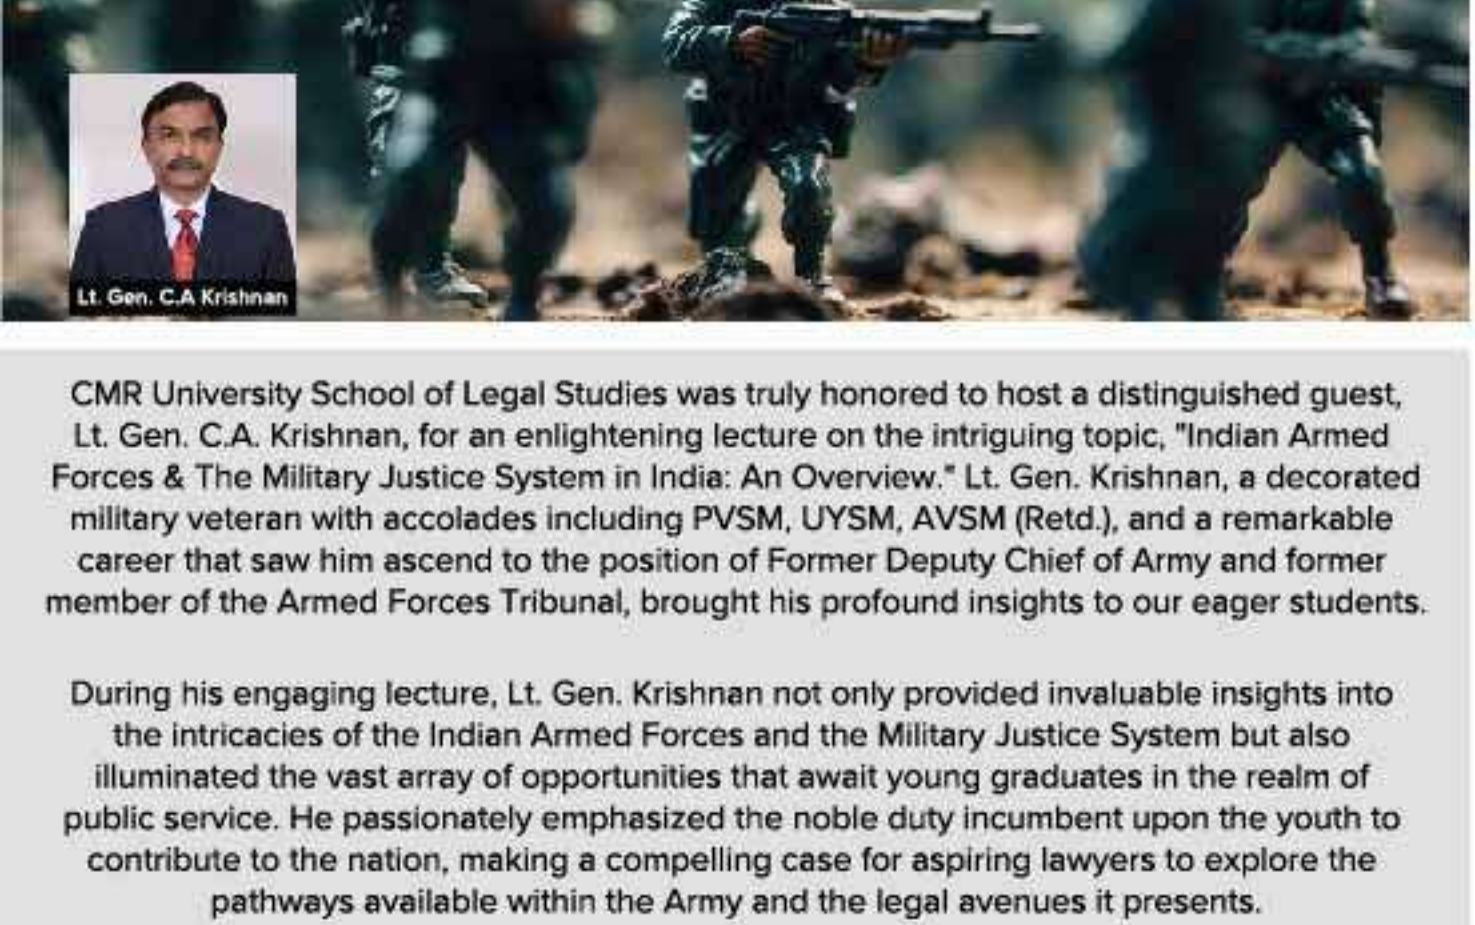 Lt. Gen. C.A Krishnan
CMR University School of Legal Studies was truly honored to host a distinguished guest,
Lt. Gen. C.A. Krishnan, for an enlightening lecture on the intriguing topic, "Indian Armed
Forces & The Military Justice System in India: An Overview." Lt. Gen. Krishnan, a decorated
military veteran with accolades including PVSM, UYSM, AVSM (Retd.), and a remarkable
career that saw him ascend to the position of Former Deputy Chief of Army and former
member of the Armed Forces Tribunal, brought his profound insights to our eager students.
During his engaging lecture, Lt. Gen. Krishnan not only provided invaluable insights into
the intricacies of the Indian Armed Forces and the Military Justice System but also
illuminated the vast array of opportunities that await young graduates in the realm of
public service. He passionately emphasized the noble duty incumbent upon the youth to
contribute to the nation, making a compelling case for aspiring lawyers to explore the
pathways available within the Army and the legal avenues it presents.